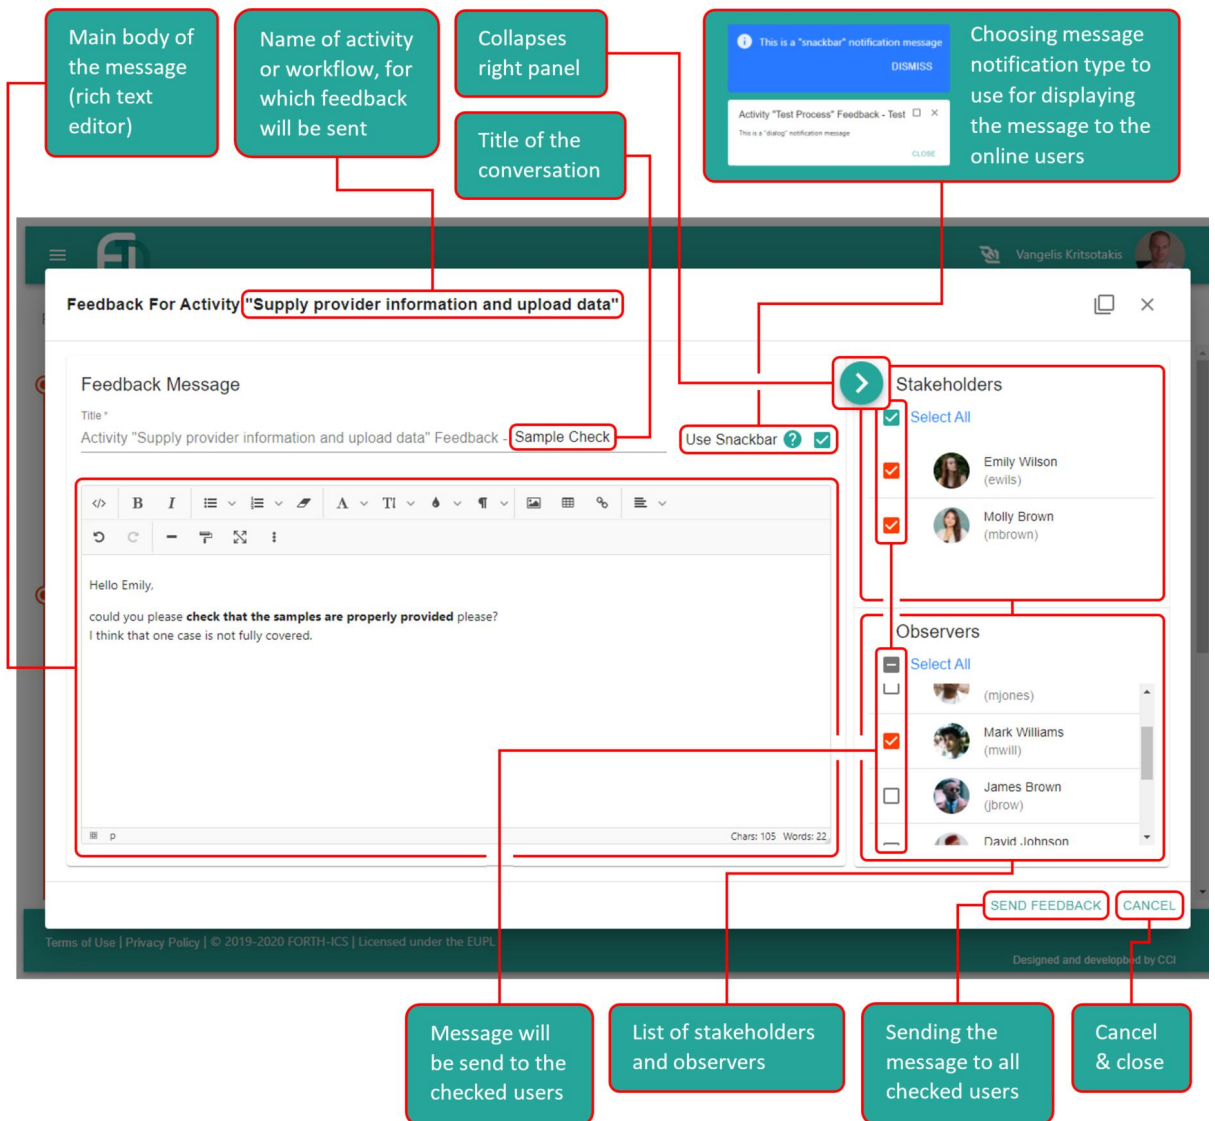 Main body of
the message
(rich text
editor)
Name of activity
or workflow, for
which feedback
will be sent
Collapses
right panel
Title of the
conversation
This is a "snackbar" notification message
DISMISS
Activity "Test Process" Feedback - Test
This is a "dialog" notification message
CLOSE
Choosing message
notification type to
use for displaying
the message to the
online users
Vangelis Kritsotakis
Feedback For Activity "Supply provider information and upload data"
Feedback Message
Title *
Activity "Supply provider information and upload data" Feedback - Sample Check
Use Snackbar ?
Hello Emily,
could you please check that the samples are properly provided please?
I think that one case is not fully covered.
p
Chars: 105 Words: 22
Stakeholders
Select All
Emily Wilson
(ewils)
Molly Brown
(mbrown)
Observers
Select All
(mjones)
Mark Williams
(mwill)
James Brown
(jbrow)
David Johnson
SEND FEEDBACK CANCEL
Terms of Use | Privacy Policy | © 2019-2020 FORTH-ICS | Licensed under the EUPL
Designed and developbed by CCI
Message will
be send to the
checked users
List of stakeholders
and observers
Sending the
message to all
checked users
Cancel
& close